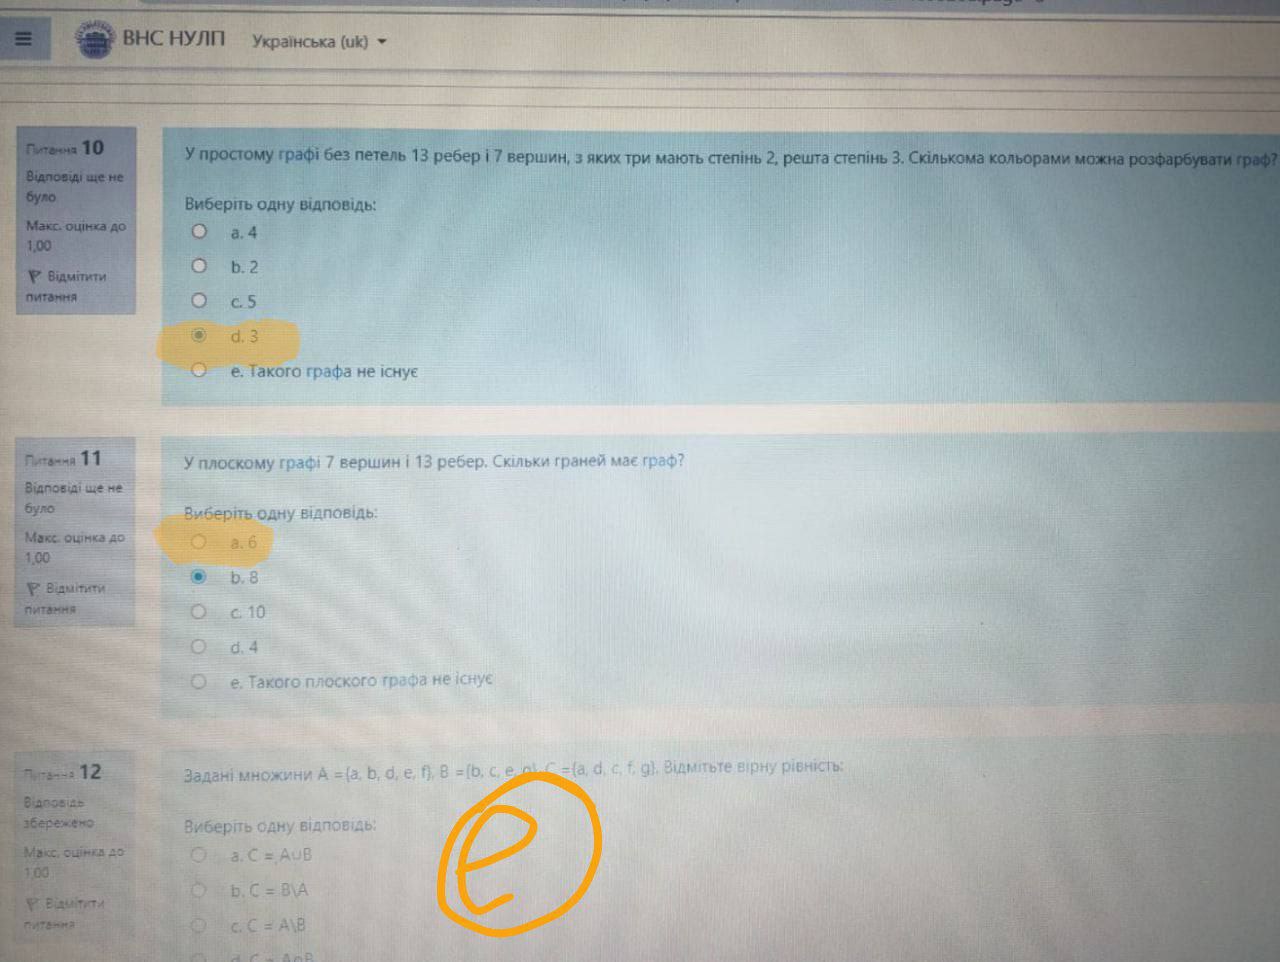 ВНС НУЛП Українська (uk)
Питання 10
Відповіді ще не
було
Макс. оцінка до
1,00
Відмітити
питання
У простому графі без петель 13 ребер і 7 вершин, з яких три мають степінь 2, решта степінь 3. Скількома кольорами можна розфарбувати граф?
Виберіть одну відповідь:
a. 4
b. 2
c. 5
d. 3
e. Такого графа не існує
Питання 11
Відповіді ще не
було
Макс. оцінка до
1,00
Відмітити
питання
У плоскому графі 7 вершин і 13 ребер. Скільки граней має граф?
Виберіть одну відповідь:
a. 6
b. 8
c. 10
d. 4
e. Такого плоского графа не існує
Питання 12
Відповідь
збережено
Макс. оцінка до
1,00
Відмітити
питання
Задані множини A ={a, b, d, e, f}, B ={b, c, e, g}, C ={a, d, c, f, g}. Відмітьте вірну рівність:
Виберіть одну відповідь:
a. C = A∪B
b. C = B\A
c. C = A\B
d. C = A∩B
e